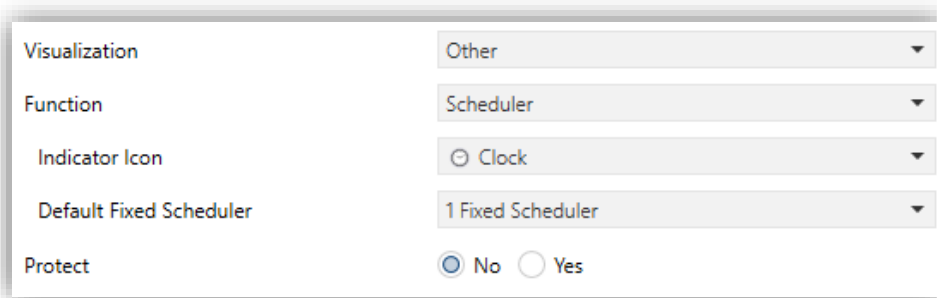 Visualization Other
Function Scheduler
Indicator Icon Clock
Default Fixed Scheduler 1 Fixed Scheduler
Protect No Yes